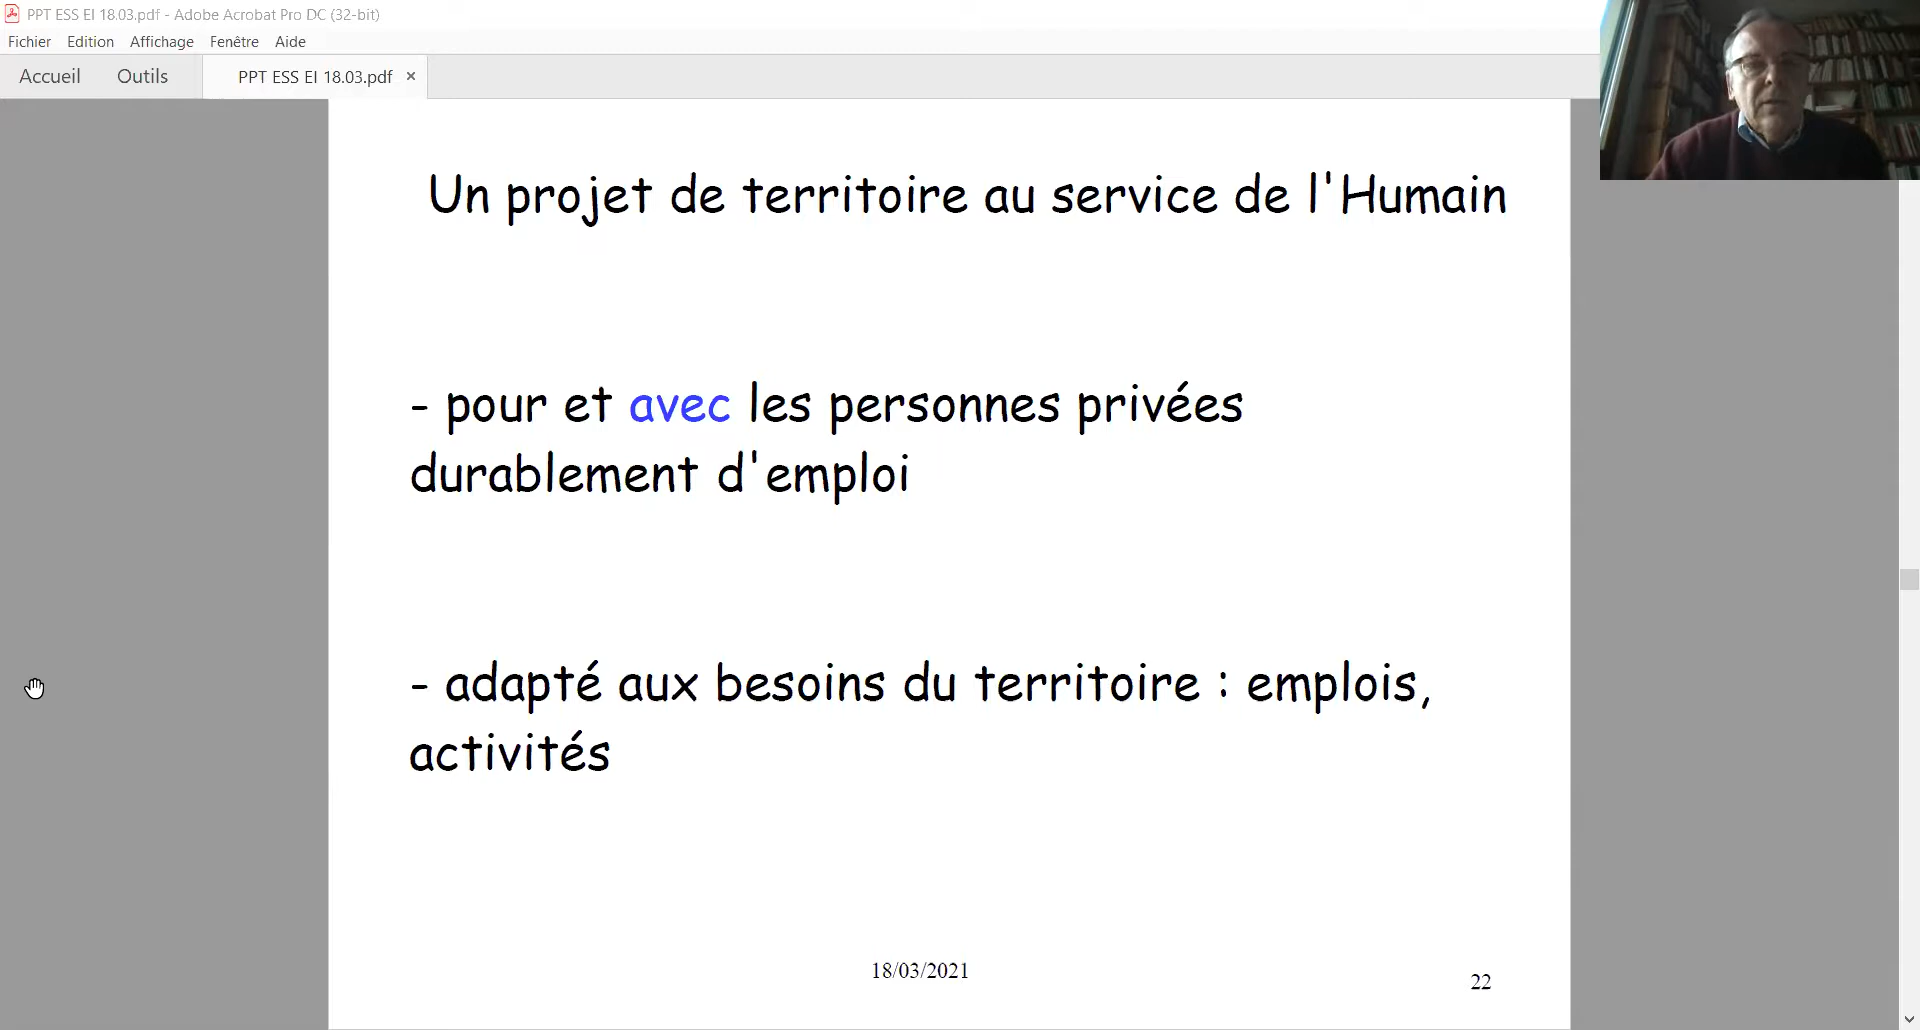 PPT ESS EI 18.03.pdf - Adobe Acrobat Pro DC (32-bit)
Fichier Edition Affichage Fenêtre Aide
Accueil Outils PPT ESS EI 18.03.pdf ×
Un projet de territoire au service de l'Humain
- pour et avec les personnes privées
durablement d'emploi
- adapté aux besoins du territoire : emplois,
activités
18/03/2021
22